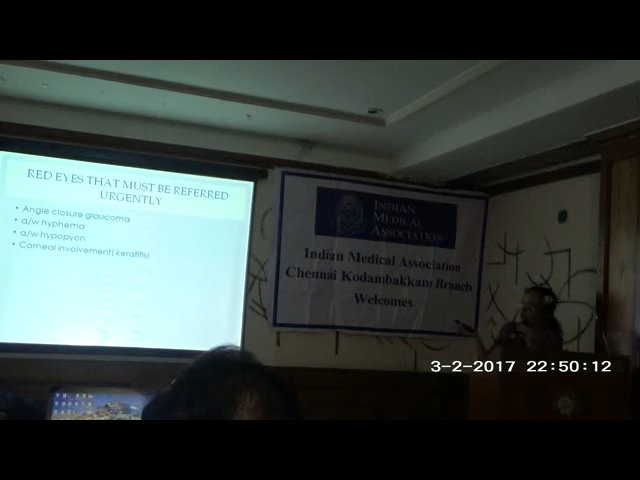 RED EYES THAT MUST BE REFERRED
URGENTLY
• Angle closure glaucoma
• a/w hyphema
• a/w hypopyon
• Corneal involvement( keratitis)
INDIAN
MEDICAL
ASSOCIATION
Indian Medical Association
Chennai Kodambakkam Branch
Welcomes
3-2-2017 22:50:12